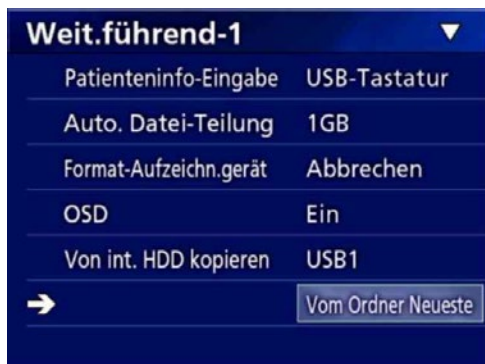 Weit.führend-1 ▼
Patienteninfo-Eingabe USB-Tastatur
Auto. Datei-Teilung 1GB
Format-Aufzeichn.gerät Abbrechen
OSD Ein
Von int. HDD kopieren USB1
➔ Vom Ordner Neueste